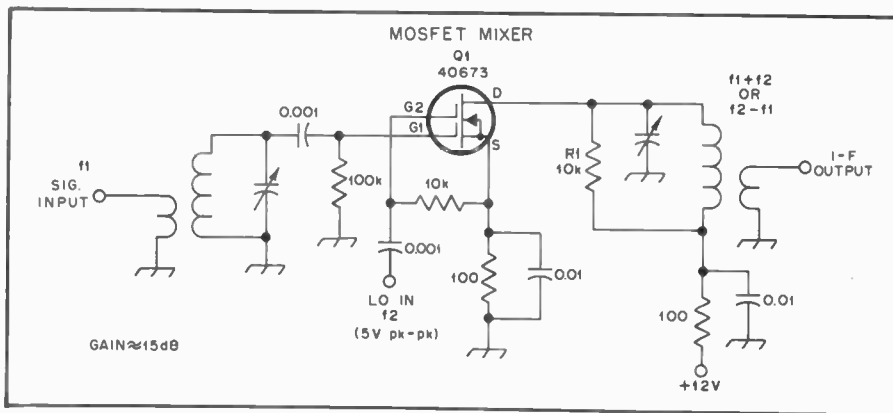 MOSFET MIXER
Q1
40673
f1+f2
OR
f2-f1
G2
D
G1
S
0.001
f1
SIG.
INPUT
100k
10k
R1
10k
I-F
OUTPUT
0.001
LO IN
f2
(5V pk-pk)
100
0.01
100
0.01
+12V
GAIN≈15dB